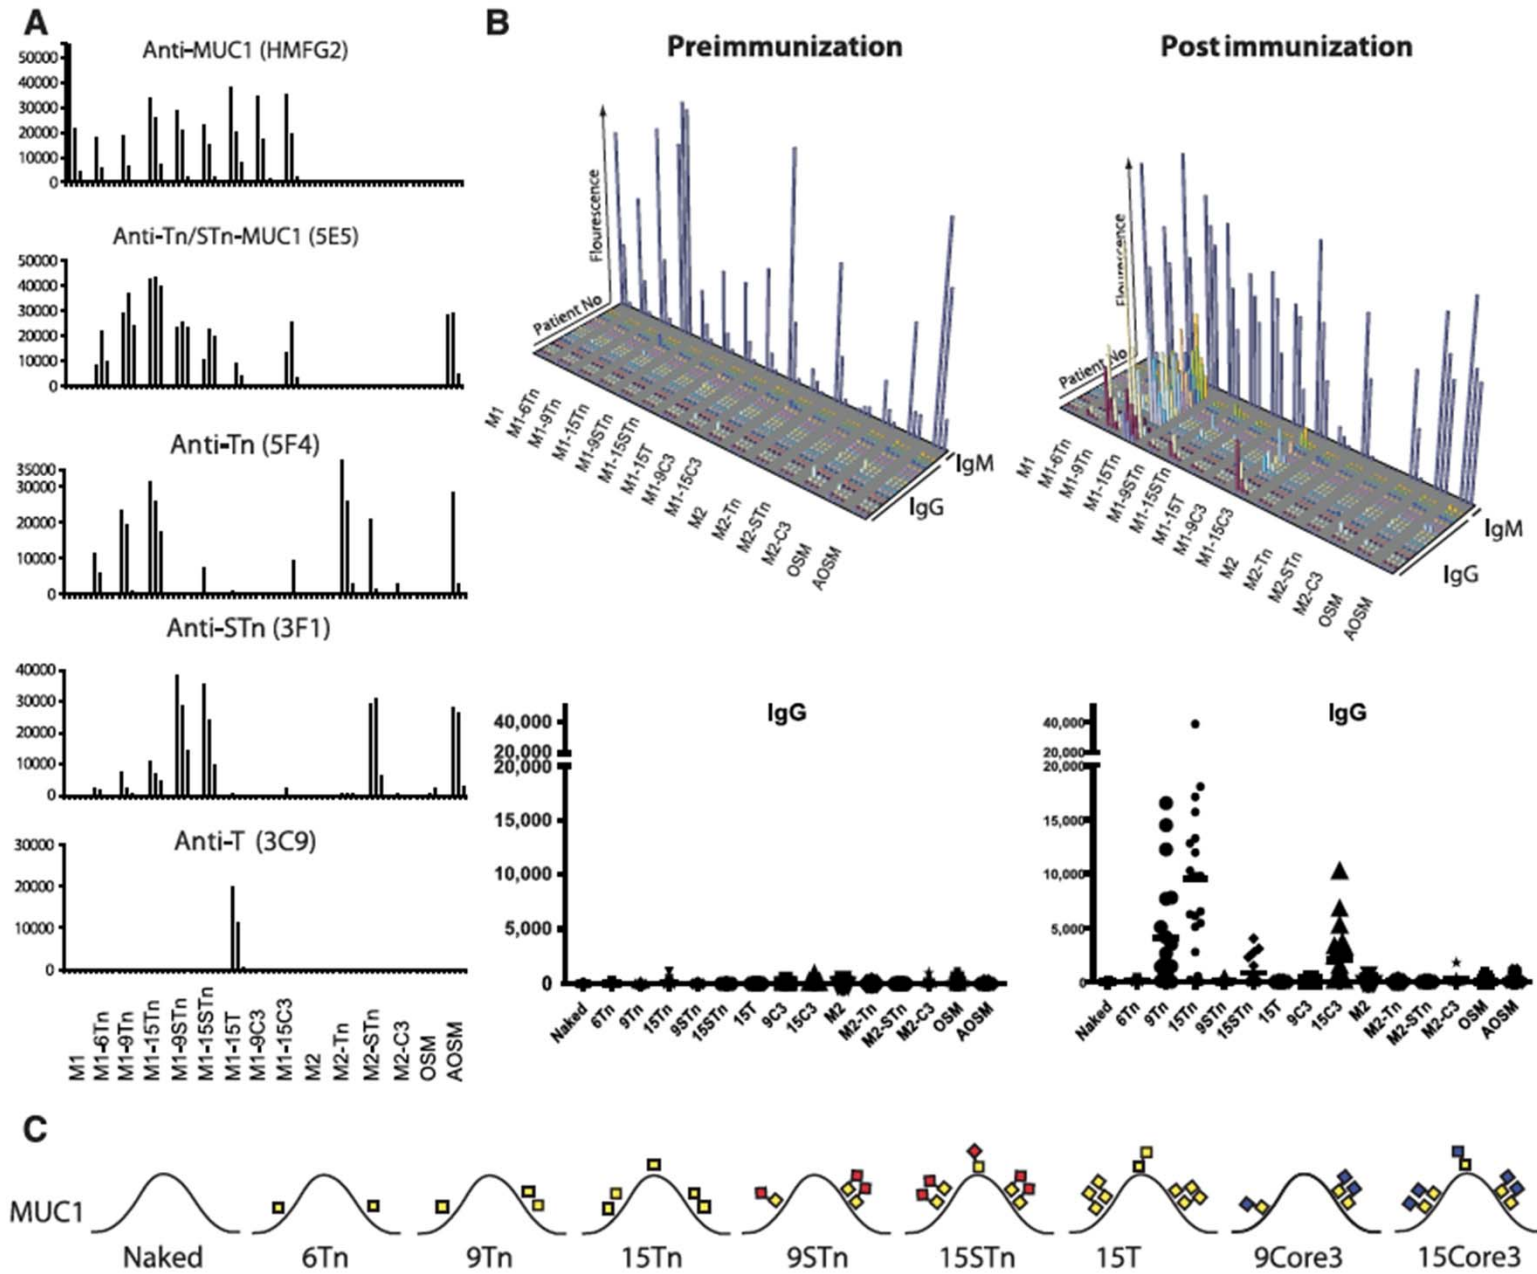 A
Anti-MUC1 (HMFG2)
50000
40000
30000
20000
10000
0
Anti-Tn/STn-MUC1 (5E5)
50000
40000
30000
20000
10000
0
Anti-Tn (5F4)
35000
30000
20000
10000
0
Anti-STn (3F1)
40000
30000
20000
10000
0
Anti-T (3C9)
30000
20000
10000
0
M1
M1-6Tn
M1-9Tn
M1-15Tn
M1-9STn
M1-15STn
M1-15T
M1-9C3
M1-15C3
M2
M2-Tn
M2-STn
M2-C3
OSM
AOSM
B
Preimmunization
Flourescence
Patient No
M1
M1-6Tn
M1-9Tn
M1-15Tn
M1-9STn
M1-15STn
M1-15T
M1-9C3
M1-15C3
M2
M2-Tn
M2-STn
M2-C3
OSM
AOSM
IgM
IgG
Post immunization
Flourescence
Patient No
M1
M1-6Tn
M1-9Tn
M1-15Tn
M1-9STn
M1-15STn
M1-15T
M1-9C3
M1-15C3
M2
M2-Tn
M2-STn
M2-C3
OSM
AOSM
IgM
IgG
IgG
40,000
20,000
20,000
15,000
10,000
5,000
0
Naked
6Tn
9Tn
15Tn
9STn
15STn
15T
9C3
15C3
M2
M2-Tn
M2-STn
M2-C3
OSM
AOSM
IgG
40,000
20,000
20,000
15,000
10,000
5,000
0
Naked
6Tn
9Tn
15Tn
9STn
15STn
15T
9C3
15C3
M2
M2-Tn
M2-STn
M2-C3
OSM
AOSM
C
MUC1
Naked
6Tn
9Tn
15Tn
9STn
15STn
15T
9Core3
15Core3